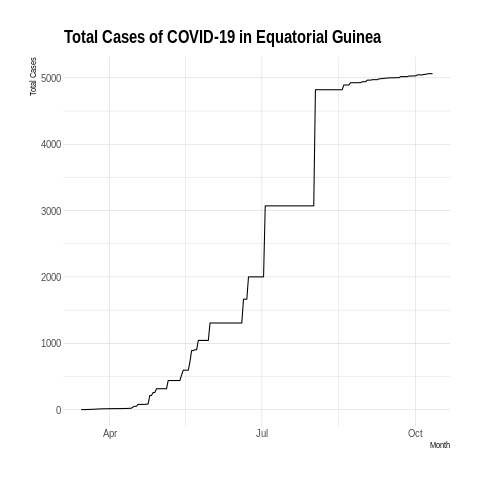 Total Cases of COVID-19 in Equatorial Guinea
Total Cases
5000
4000
3000
2000
1000
0
Apr Jul Oct
Month